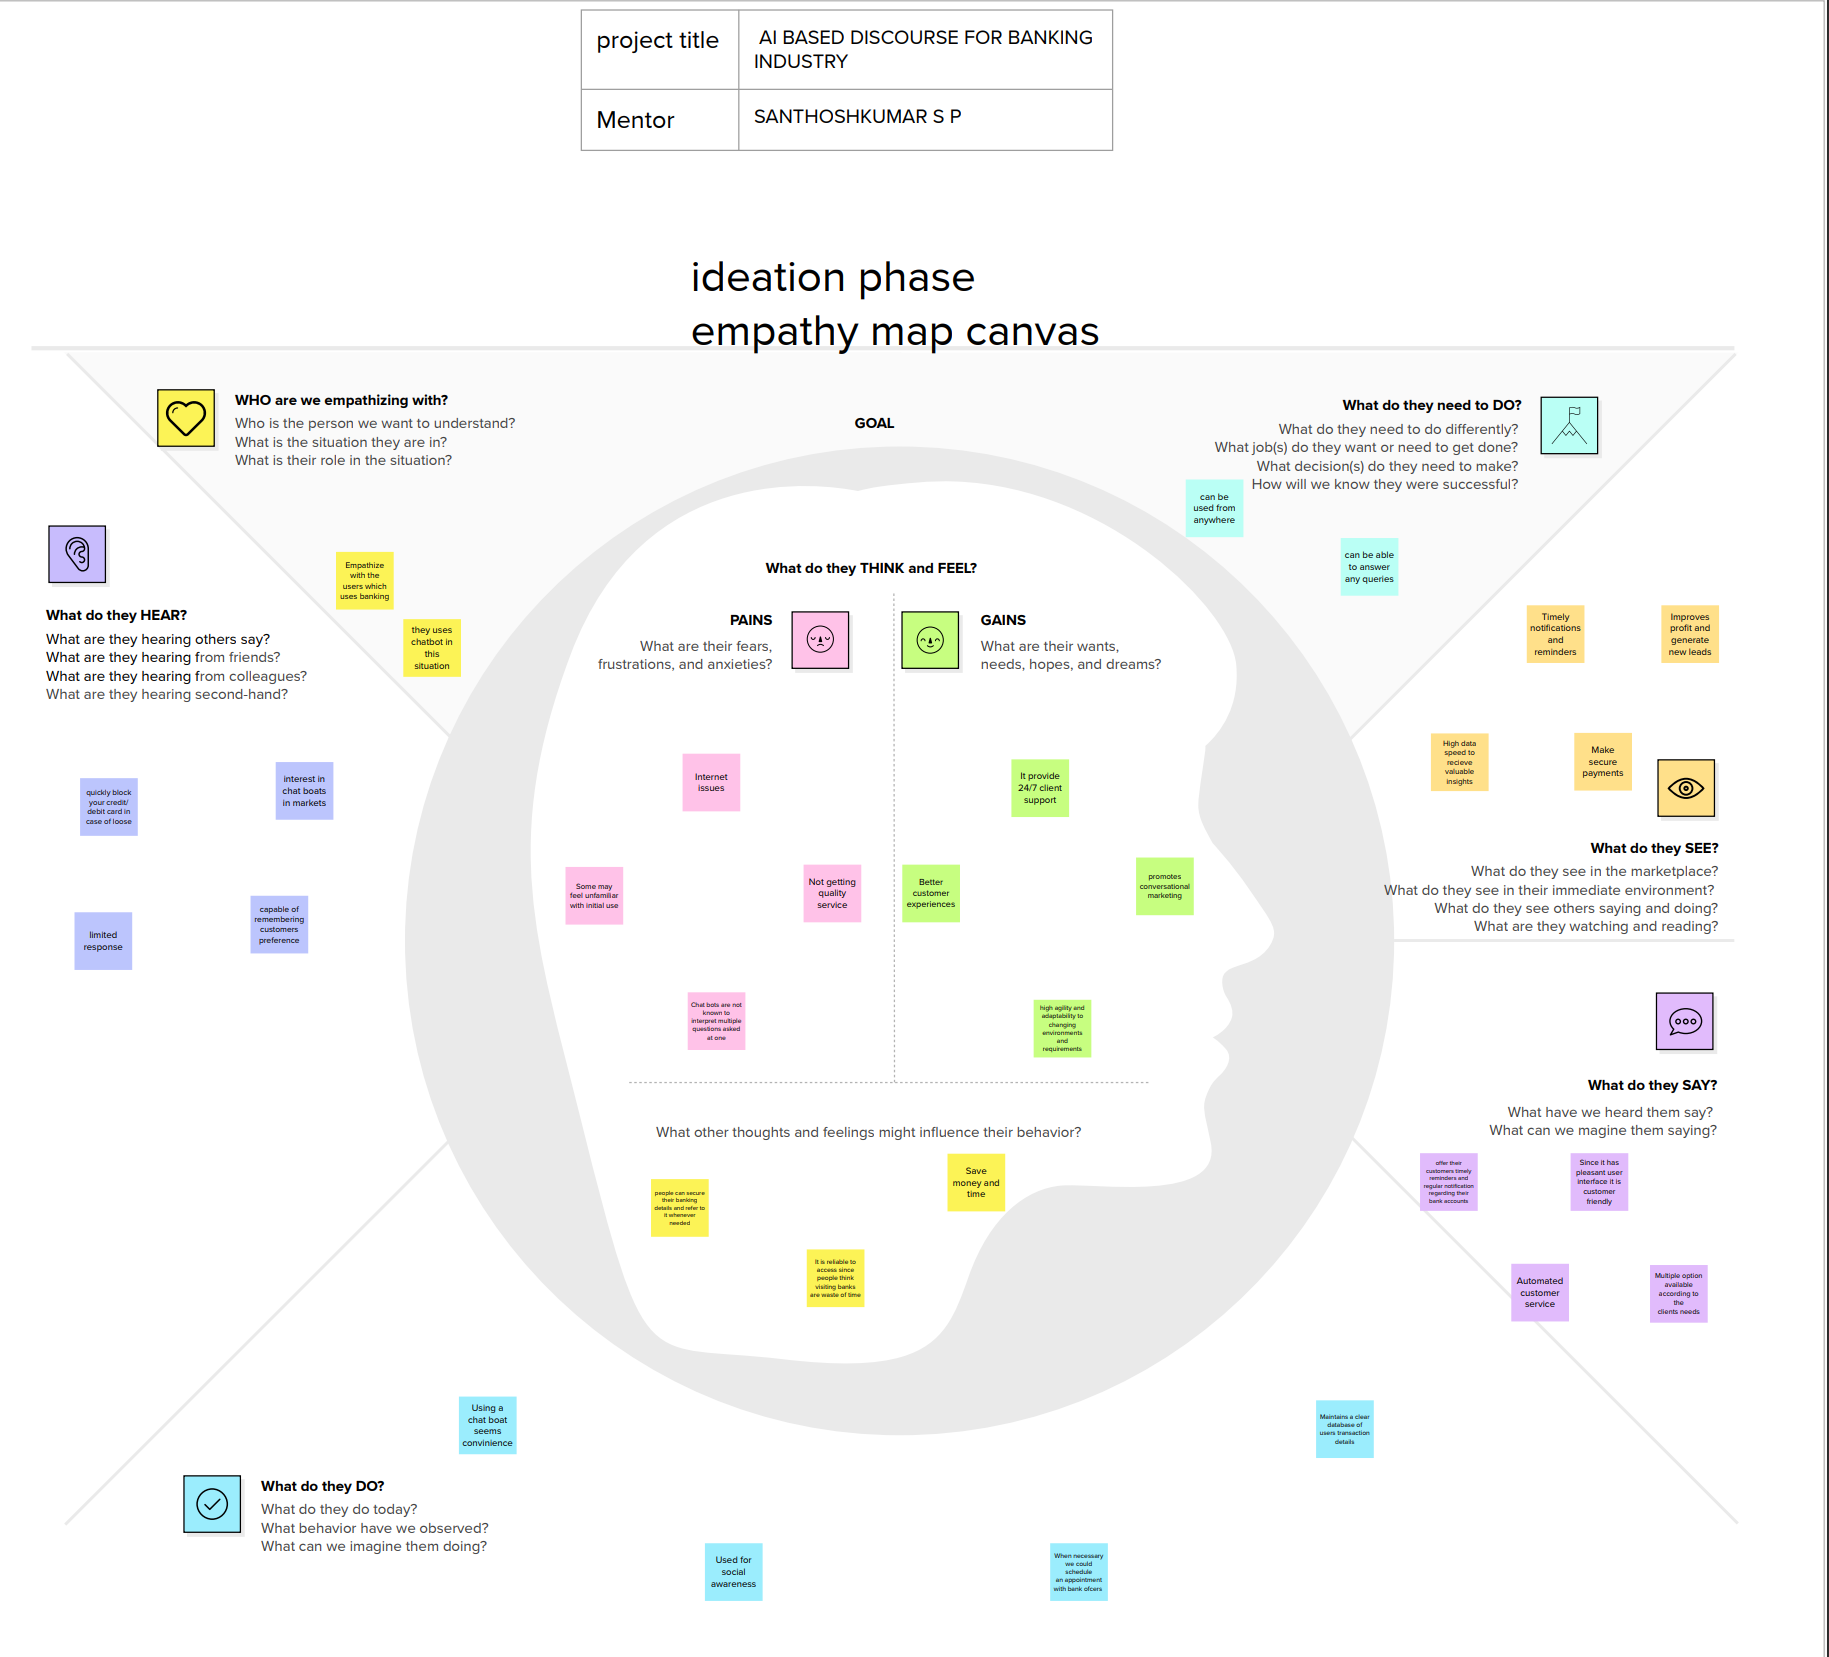 project title
AI BASED DISCOURSE FOR BANKING
INDUSTRY
Mentor
SANTHOSHKUMAR S P
ideation phase
empathy map canvas
WHO are we empathizing with?
Who is the person we want to understand?
What is the situation they are in?
What is their role in the situation?
Empathize
with the
users which
uses banking
they uses
chatbot in
this
situation
GOAL
What do they need to DO?
What do they need to do differently?
What job(s) do they want or need to get done?
What decision(s) do they need to make?
How will we know they were successful?
can be
used from
anywhere
can be able
to answer
any queries
What do they HEAR?
What are they hearing others say?
What are they hearing from friends?
What are they hearing from colleagues?
What are they hearing second-hand?
quickly block
your credit/
debit card in
case of loose
interest in
chat boats
in markets
limited
response
capable of
remembering
customers
preference
What do they THINK and FEEL?
PAINS
What are their fears,
frustrations, and anxieties?
Internet
issues
Some may
feel unfamiliar
with initial use
Not getting
quality
service
Chat bots are not
known to
interpret multiple
questions asked
at one
GAINS
What are their wants,
needs, hopes, and dreams?
It provide
24/7 client
support
Better
customer
experiences
promotes
conversational
marketing
high agility and
adaptability to
changing
environments
and
requirements
What other thoughts and feelings might influence their behavior?
people can secure
their banking
details and refer to
it whenever
needed
Save
money and
time
It is reliable to
access since
people think
visiting banks
are waste of time
Timely
notifications
and
reminders
Improves
profit and
generate
new leads
High data
speed to
recieve
valuable
insights
Make
secure
payments
What do they SEE?
What do they see in the marketplace?
What do they see in their immediate environment?
What do they see others saying and doing?
What are they watching and reading?
What do they SAY?
What have we heard them say?
What can we magine them saying?
offer their
customers timely
reminders and
regular notification
regarding their
bank accounts
Since it has
pleasant user
interface it is
customer
friendly
Automated
customer
service
Multiple option
available
according to
the
clients needs
Using a
chat boat
seems
convinience
What do they DO?
What do they do today?
What behavior have we observed?
What can we imagine them doing?
Used for
social
awareness
When necessary
we could
schedule
an appointment
with bank ofcers
Maintains a clear
database of
users transaction
details